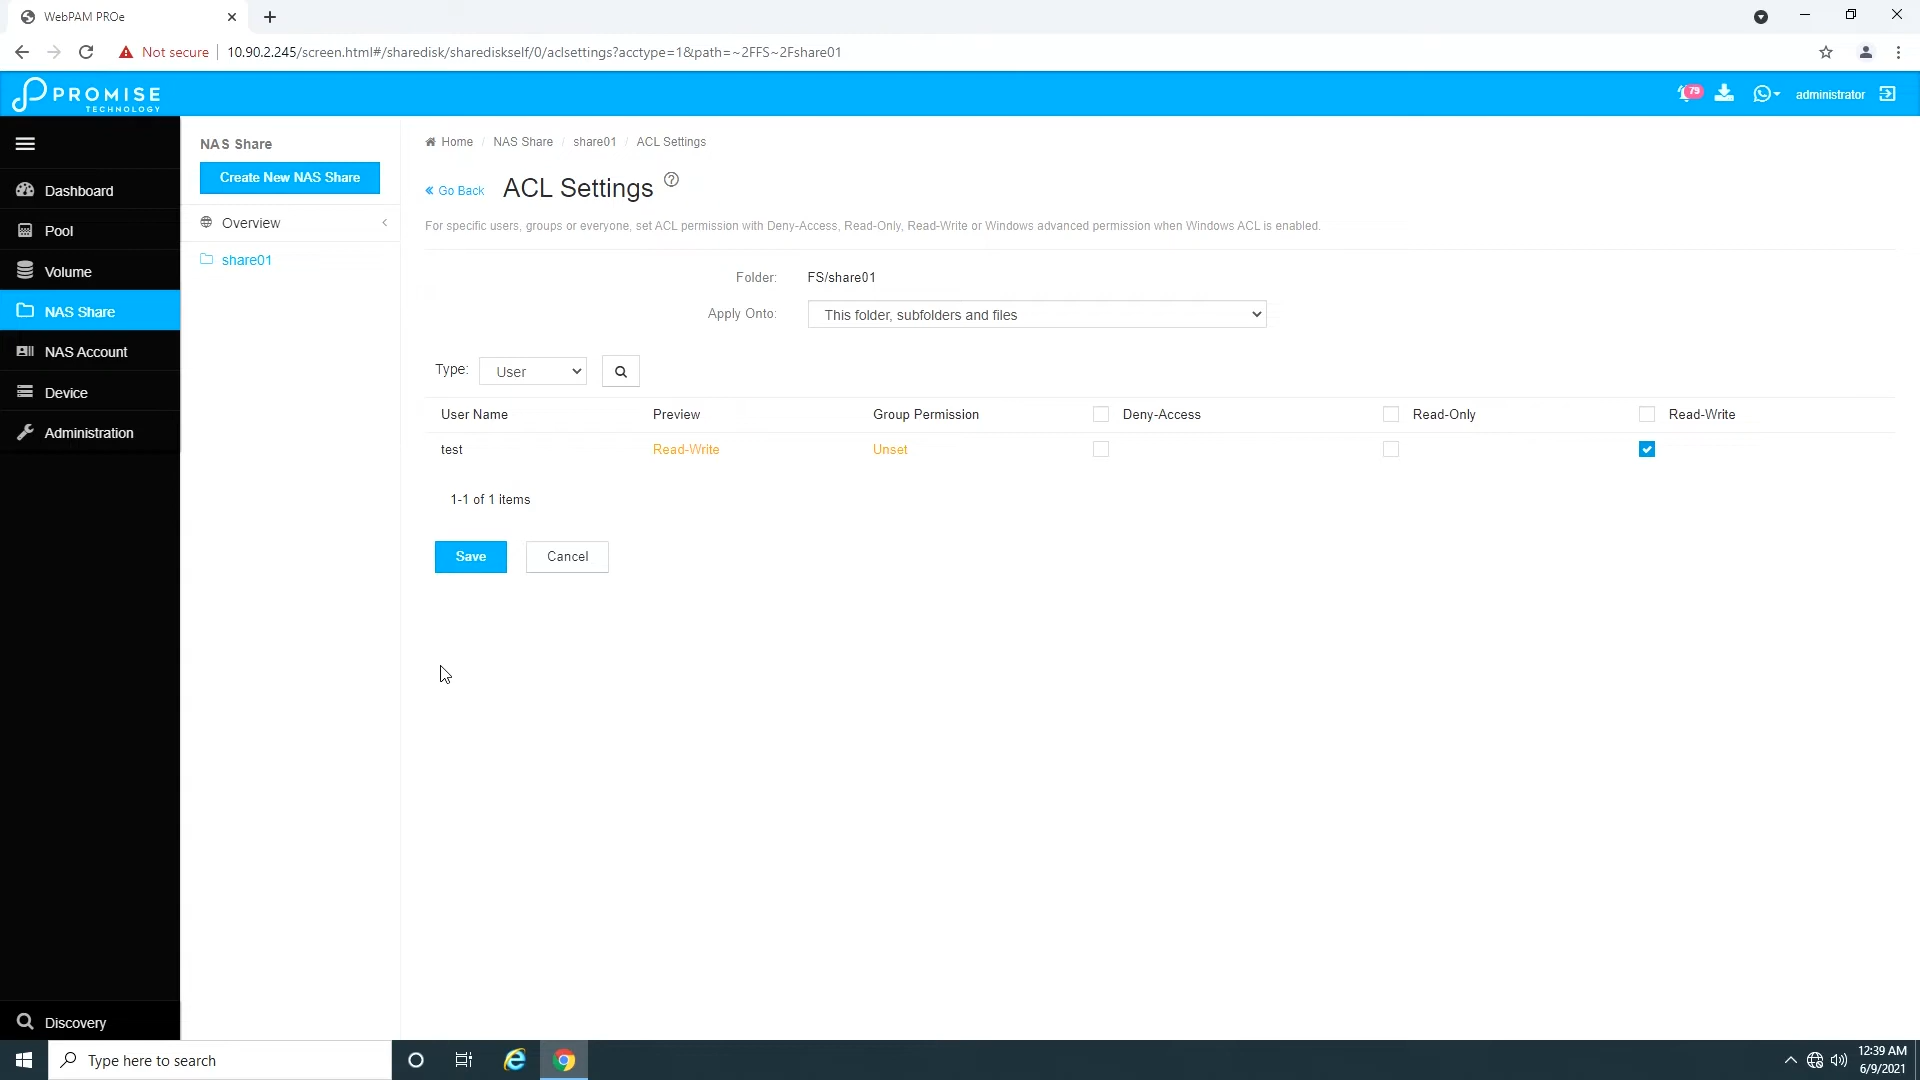 WebPAM PROe
Not secure
10.90.2.245/screen.html#/sharedisk/sharediskself/0/aclsettings?acctype=1&path=~2FFS~2Fshare01
PROMISE
TECHNOLOGY
75
administrator
NAS Share
Create New NAS Share
Overview
share01
Dashboard
Pool
Volume
NAS Share
NAS Account
Device
Administration
Discovery
Home / NAS Share / share01 / ACL Settings
« Go Back
ACL Settings
For specific users, groups or everyone, set ACL permission with Deny-Access, Read-Only, Read-Write or Windows advanced permission when Windows ACL is enabled.
Folder: FS/share01
Apply Onto: This folder, subfolders and files
Type: User
User Name Preview Group Permission Deny-Access Read-Only Read-Write
test Read-Write Unset
1-1 of 1 items
Save Cancel
Type here to search
12:39 AM
6/9/2021